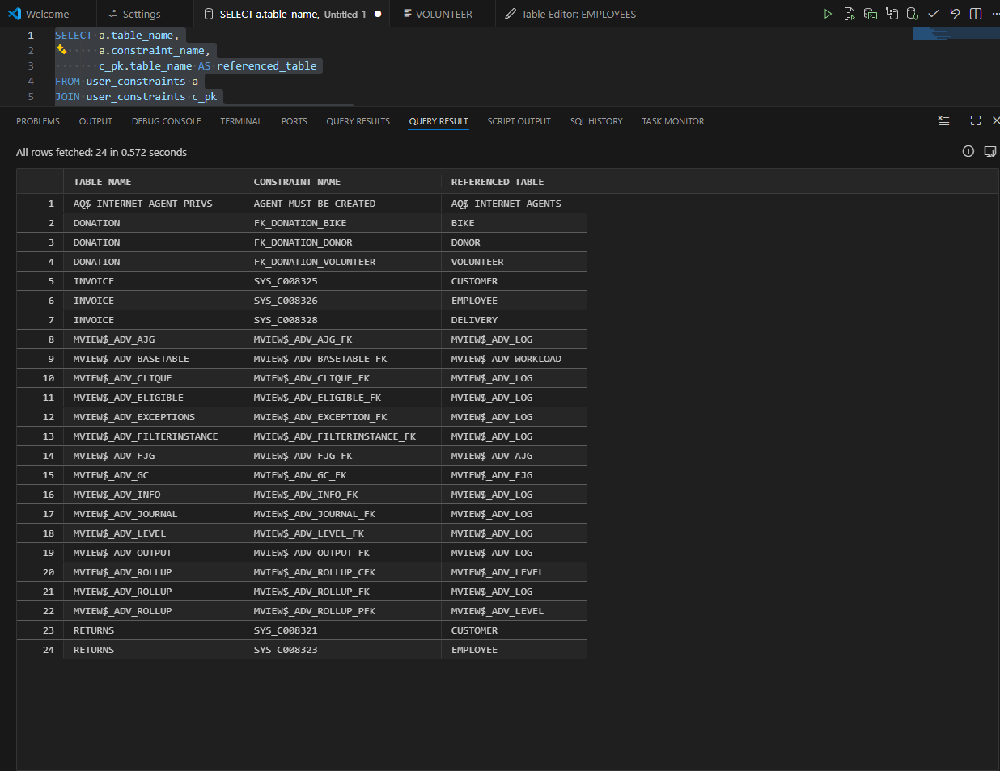 Welcome Settings SELECT a.table_name, Untitled-1 VOLUNTEER Table Editor: EMPLOYEES
1 SELECT a.table_name,
2 a.constraint_name,
3 c_pk.table_name AS referenced_table
4 FROM user_constraints a
5 JOIN user_constraints c_pk
PROBLEMS OUTPUT DEBUG CONSOLE TERMINAL PORTS QUERY RESULTS QUERY RESULT SCRIPT OUTPUT SQL HISTORY TASK MONITOR
All rows fetched: 24 in 0.572 seconds
TABLE_NAME CONSTRAINT_NAME REFERENCED_TABLE
1 AQ$_INTERNET_AGENT_PRIVS AGENT_MUST_BE_CREATED AQ$_INTERNET_AGENTS
2 DONATION FK_DONATION_BIKE BIKE
3 DONATION FK_DONATION_DONOR DONOR
4 DONATION FK_DONATION_VOLUNTEER VOLUNTEER
5 INVOICE SYS_C008325 CUSTOMER
6 INVOICE SYS_C008326 EMPLOYEE
7 INVOICE SYS_C008328 DELIVERY
8 MVIEW$_ADV_AJG MVIEW$_ADV_AJG_FK MVIEW$_ADV_LOG
9 MVIEW$_ADV_BASETABLE MVIEW$_ADV_BASETABLE_FK MVIEW$_ADV_WORKLOAD
10 MVIEW$_ADV_CLIQUE MVIEW$_ADV_CLIQUE_FK MVIEW$_ADV_LOG
11 MVIEW$_ADV_ELIGIBLE MVIEW$_ADV_ELIGIBLE_FK MVIEW$_ADV_LOG
12 MVIEW$_ADV_EXCEPTIONS MVIEW$_ADV_EXCEPTION_FK MVIEW$_ADV_LOG
13 MVIEW$_ADV_FILTERINSTANCE MVIEW$_ADV_FILTERINSTANCE_FK MVIEW$_ADV_LOG
14 MVIEW$_ADV_FJG MVIEW$_ADV_FJG_FK MVIEW$_ADV_AJG
15 MVIEW$_ADV_GC MVIEW$_ADV_GC_FK MVIEW$_ADV_FJG
16 MVIEW$_ADV_INFO MVIEW$_ADV_INFO_FK MVIEW$_ADV_LOG
17 MVIEW$_ADV_JOURNAL MVIEW$_ADV_JOURNAL_FK MVIEW$_ADV_LOG
18 MVIEW$_ADV_LEVEL MVIEW$_ADV_LEVEL_FK MVIEW$_ADV_LOG
19 MVIEW$_ADV_OUTPUT MVIEW$_ADV_OUTPUT_FK MVIEW$_ADV_LOG
20 MVIEW$_ADV_ROLLUP MVIEW$_ADV_ROLLUP_CFK MVIEW$_ADV_LEVEL
21 MVIEW$_ADV_ROLLUP MVIEW$_ADV_ROLLUP_FK MVIEW$_ADV_LOG
22 MVIEW$_ADV_ROLLUP MVIEW$_ADV_ROLLUP_PFK MVIEW$_ADV_LEVEL
23 RETURNS SYS_C008321 CUSTOMER
24 RETURNS SYS_C008323 EMPLOYEE